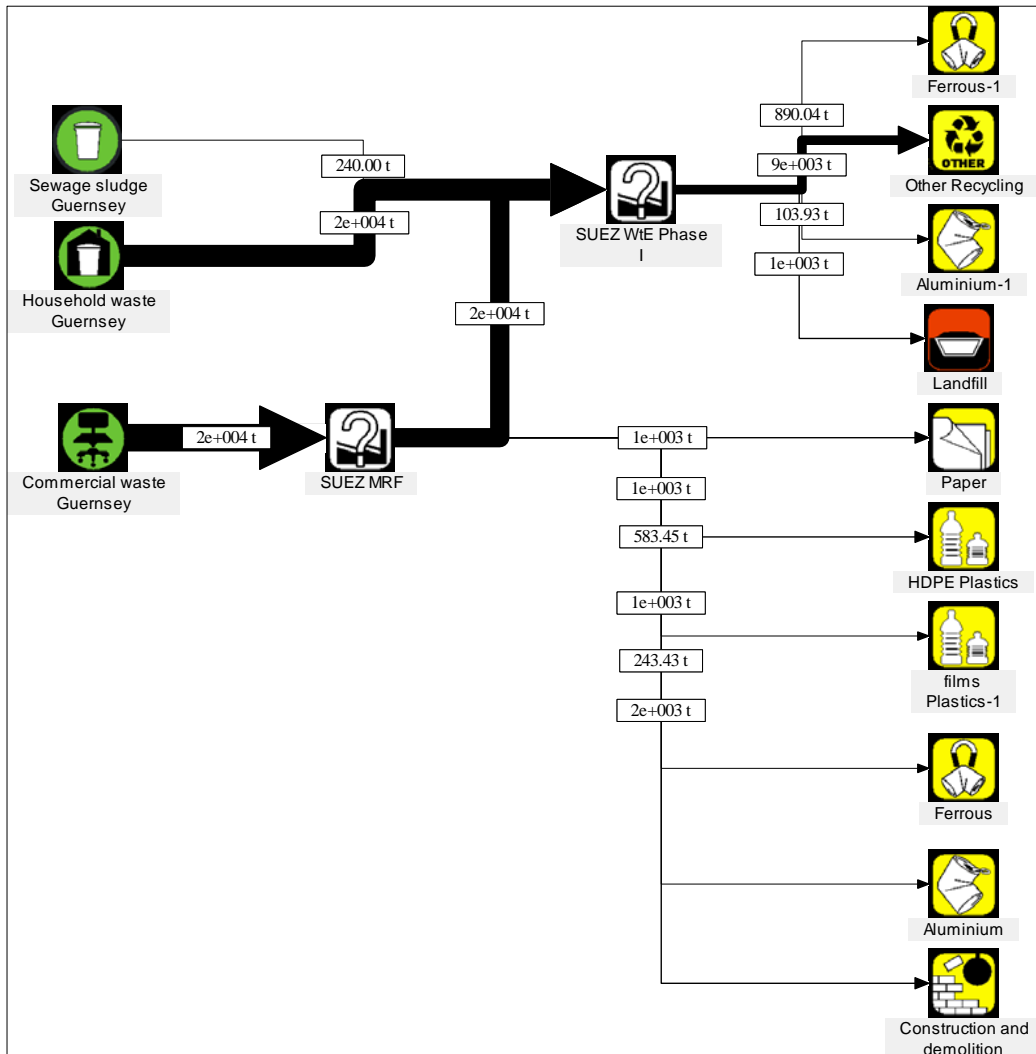 Ferrous-1
890.04 t
OTHER
Other Recycling
9e+003 t
Sewage sludge
Guernsey
240.00 t
2e+004 t
SUEZ WtE Phase
I
103.93 t
Aluminium-1
1e+003 t
Household waste
Guernsey
2e+004 t
Landfill
2e+004 t
Commercial waste
Guernsey
SUEZ MRF
1e+003 t
Paper
1e+003 t
583.45 t
HDPE Plastics
1e+003 t
243.43 t
films
Plastics-1
2e+003 t
Ferrous
Aluminium
Construction and
demolition